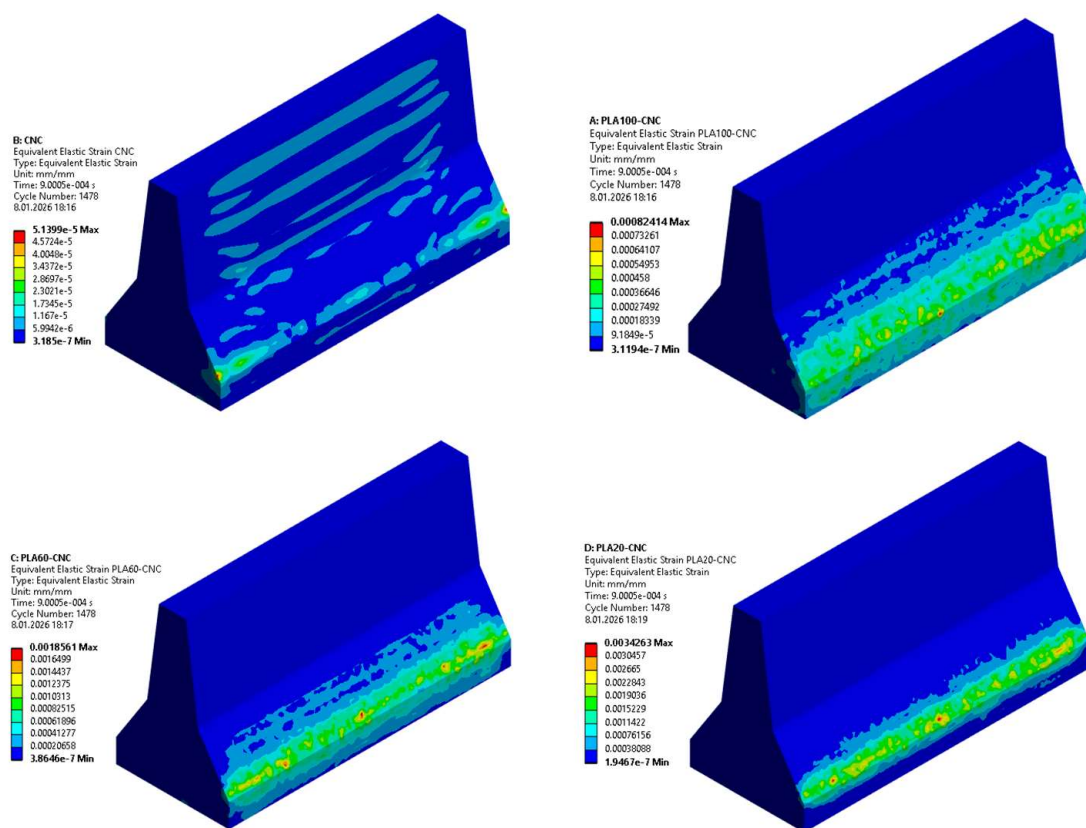 B: CNC
Equivalent Elastic Strain CNC
Type: Equivalent Elastic Strain
Unit: mm/mm
Time: 9.0005e-004 s
Cycle Number: 1478
8.01.2026 18:16
5.1399e-5 Max
4.5724e-5
4.0048e-5
3.4372e-5
2.8697e-5
2.3021e-5
1.7345e-5
1.167e-5
5.9942e-6
3.185e-7 Min
A: PLA100-CNC
Equivalent Elastic Strain PLA100-CNC
Type: Equivalent Elastic Strain
Unit: mm/mm
Time: 9.0005e-004 s
Cycle Number: 1478
8.01.2026 18:16
0.00082414 Max
0.00073261
0.00064107
0.00054953
0.000458
0.00036646
0.00027492
0.00018339
9.1849e-5
3.1194e-7 Min
C: PLA60-CNC
Equivalent Elastic Strain PLA60-CNC
Type: Equivalent Elastic Strain
Unit: mm/mm
Time: 9.0005e-004 s
Cycle Number: 1478
8.01.2026 18:17
0.0018561 Max
0.0016499
0.0014437
0.0012375
0.0010313
0.00082515
0.00061896
0.00041277
0.00020658
3.8646e-7 Min
D: PLA20-CNC
Equivalent Elastic Strain PLA20-CNC
Type: Equivalent Elastic Strain
Unit: mm/mm
Time: 9.0005e-004 s
Cycle Number: 1478
8.01.2026 18:19
0.0034263 Max
0.0030457
0.002665
0.0022843
0.0019036
0.0015229
0.0011422
0.00076156
0.00038088
1.9467e-7 Min